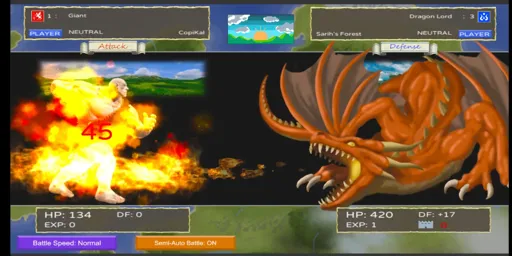 1 : Giant
PLAYER NEUTRAL CopiKal
Dragon Lord : 3
Sarih's Forest NEUTRAL PLAYER
Attack
Defense
45
HP: 134 DF: 0
EXP: 0
HP: 420 DF: +17
EXP: 1
Battle Speed: Normal
Semi-Auto Battle: ON